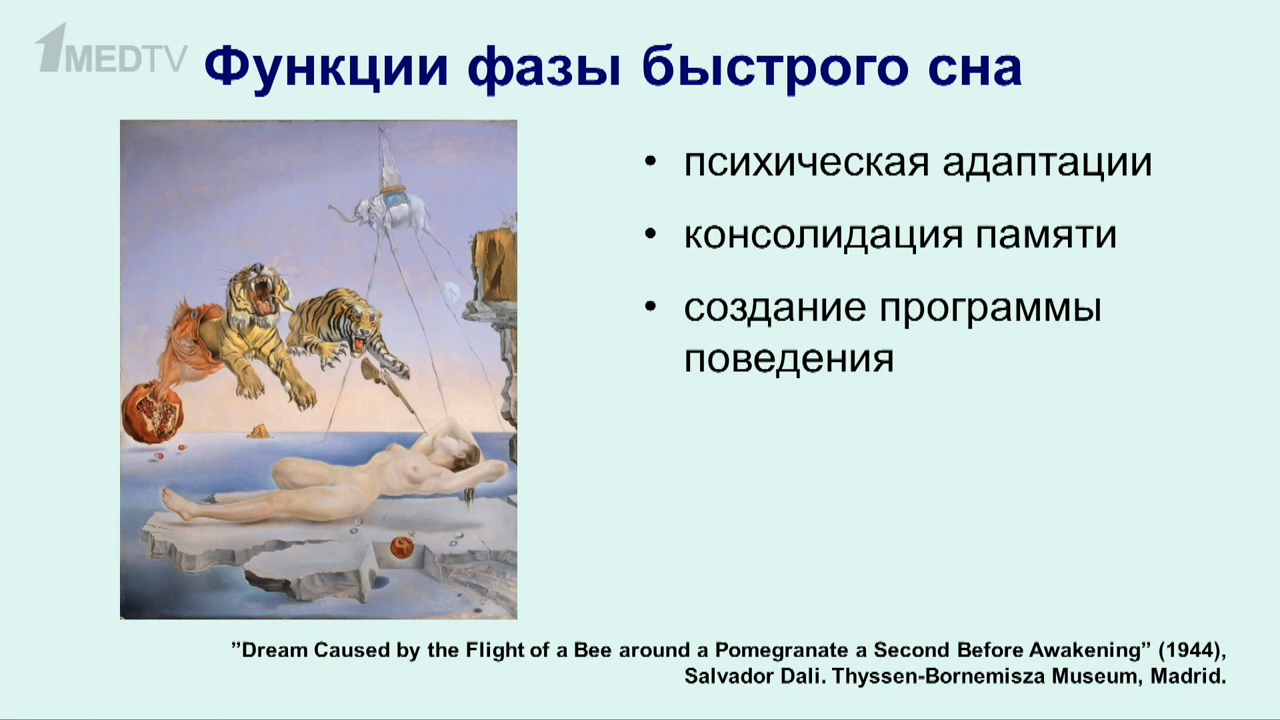 1MEDTV
Функции фазы быстрого сна
• психическая адаптации
• консолидация памяти
• создание программы
поведения
”Dream Caused by the Flight of a Bee around a Pomegranate a Second Before Awakening” (1944),
Salvador Dali. Thyssen-Bornemisza Museum, Madrid.